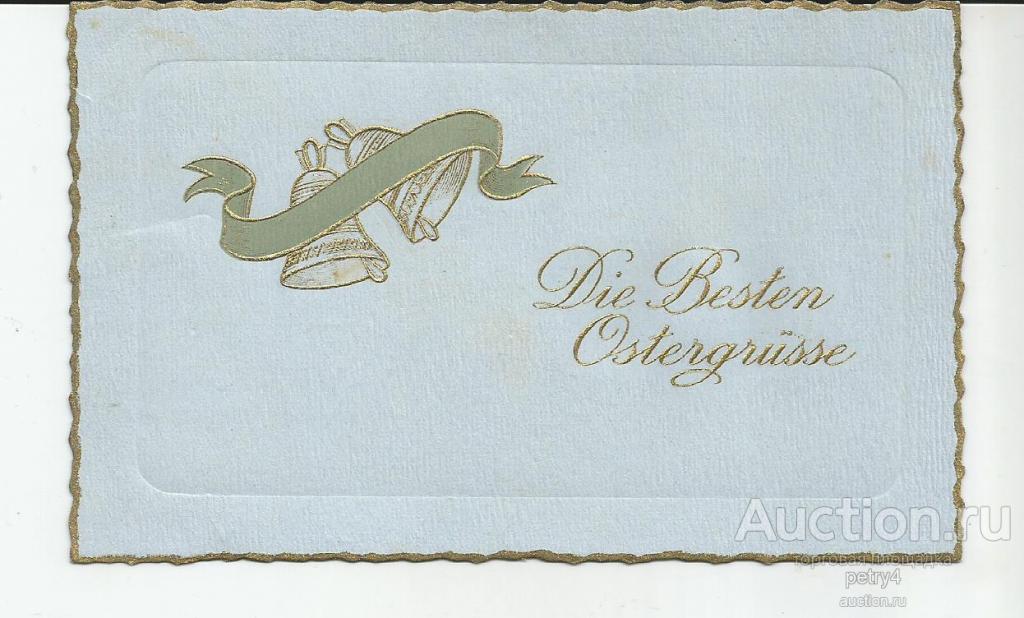 Die Besten
Ostergrüsse
Auction.ru
торговая площадка
petry4
auction.ru